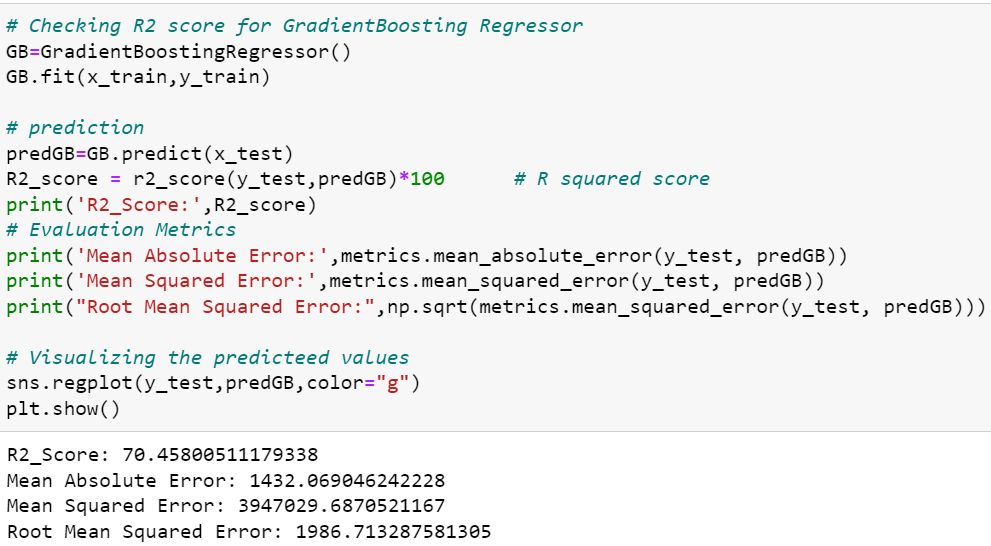 # Checking R2 score for GradientBoosting Regressor
GB=GradientBoostingRegressor()
GB.fit(x_train,y_train)
# prediction
predGB=GB.predict(x_test)
R2_score = r2_score(y_test,predGB)*100      # R squared score
print('R2_Score:',R2_score)
# Evaluation Metrics
print('Mean Absolute Error:',metrics.mean_absolute_error(y_test, predGB))
print('Mean Squared Error:',metrics.mean_squared_error(y_test, predGB))
print("Root Mean Squared Error:",np.sqrt(metrics.mean_squared_error(y_test, predGB)))
# Visualizing the predicteed values
sns.regplot(y_test,predGB,color="g")
plt.show()
R2_Score: 70.45800511179338
Mean Absolute Error: 1432.069046242228
Mean Squared Error: 3947029.6870521167
Root Mean Squared Error: 1986.713287581305